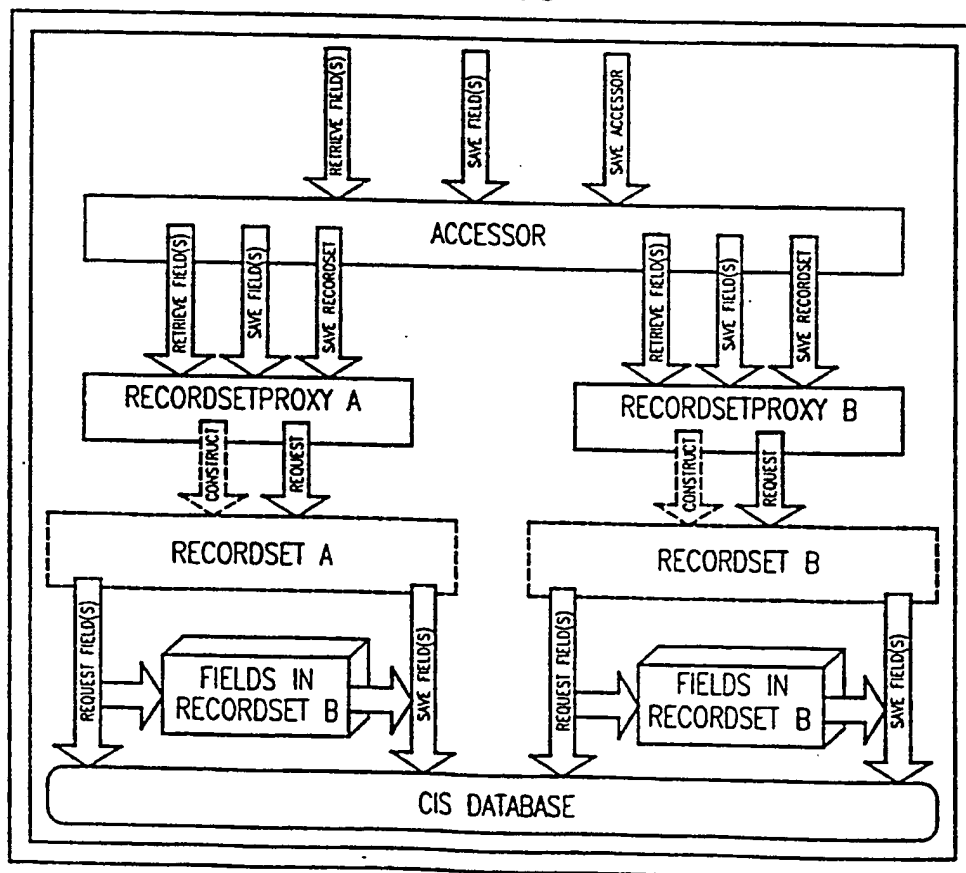 RETRIEVE FIELD(S)
SAVE FIELD(S)
SAVE ACCESSOR
ACCESSOR
RETRIEVE FIELD(S)
SAVE FIELD(S)
SAVE RECORDSET
RETRIEVE FIELD(S)
SAVE FIELD(S)
SAVE RECORDSET
RECORDSETPROXY A
RECORDSETPROXY B
CONSTRUCT
REQUEST
CONSTRUCT
REQUEST
RECORDSET A
RECORDSET B
REQUEST FIELD(S)
FIELDS IN
RECORDSET B
SAVE FIELD(S)
REQUEST FIELD(S)
FIELDS IN
RECORDSET B
SAVE FIELD(S)
CIS DATABASE